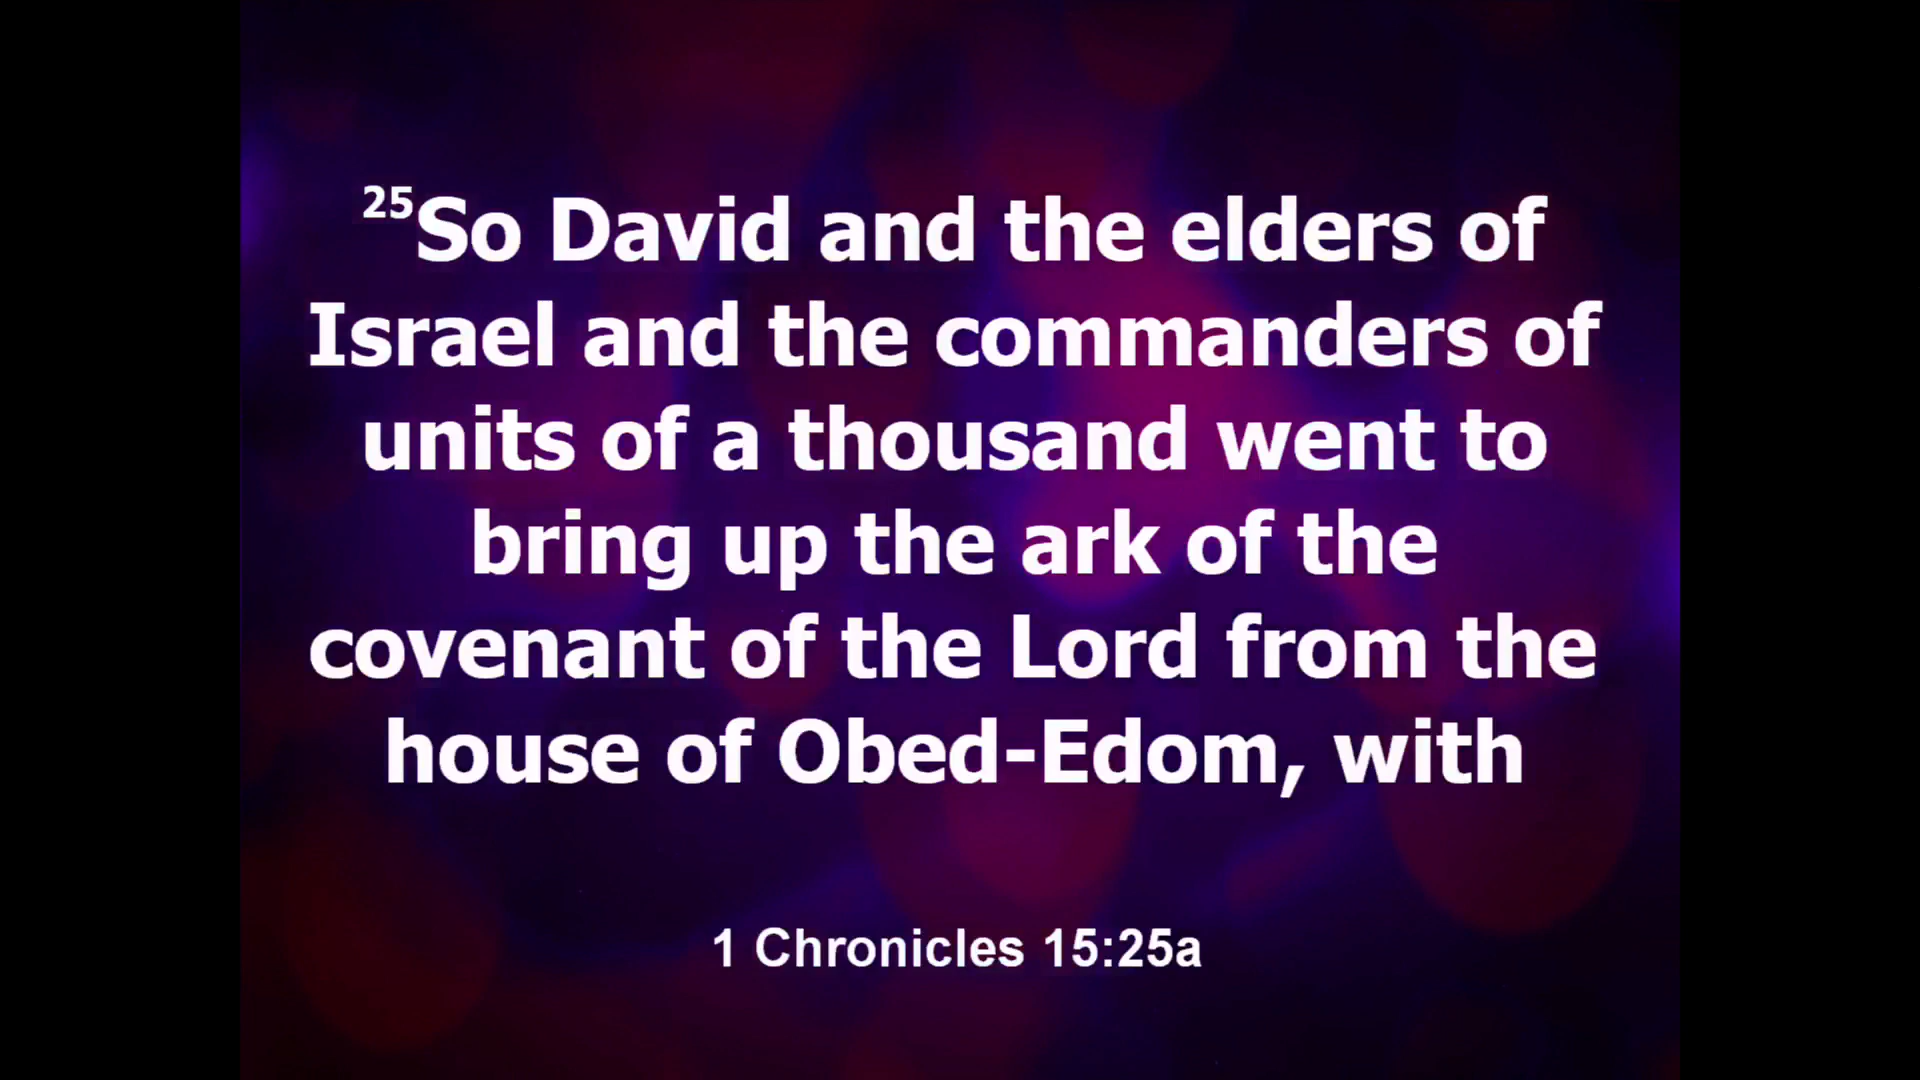 25So David and the elders of
Israel and the commanders of
units of a thousand went to
bring up the ark of the
covenant of the Lord from the
house of Obed-Edom, with
1 Chronicles 15:25a